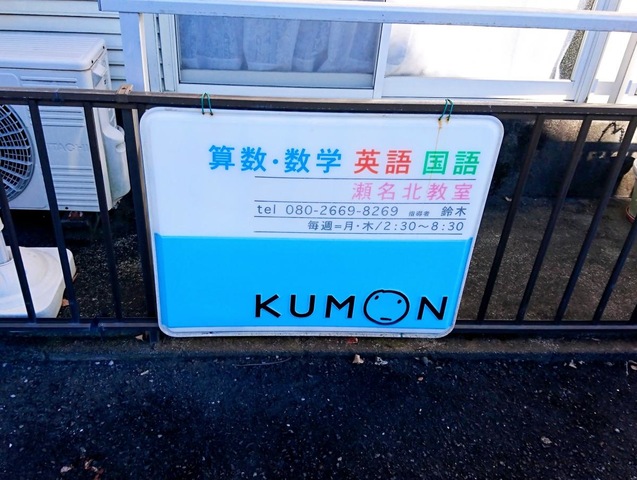 算数・数学 英語 国語
瀬名北教室
tel 080-2669-8269 指導者 鈴木
毎週=月・木/2:30～8:30
KUMON
HITACHI